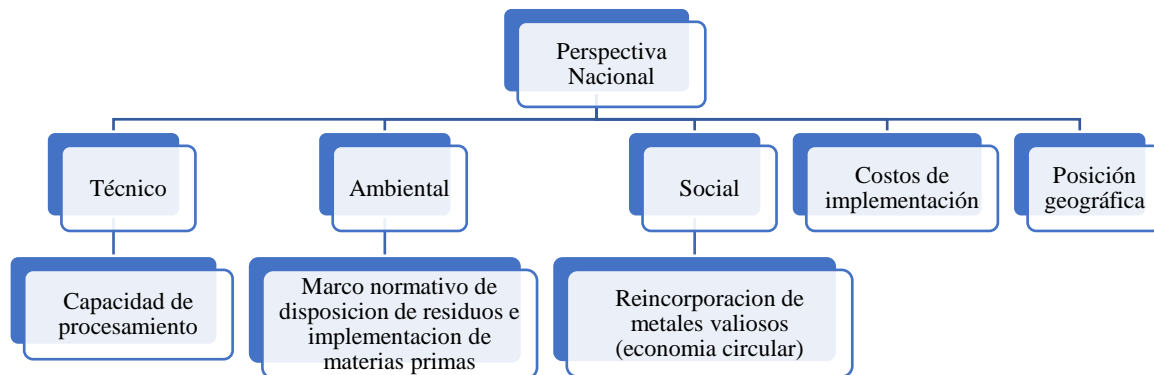 Perspectiva
Nacional
Técnico
Ambiental
Social
Costos de
implementación
Posición
geográfica
Capacidad de
procesamiento
Marco normativo de
disposicion de residuos e
implementacion de
materias primas
Reincorporacion de
metales valiosos
(economia circular)